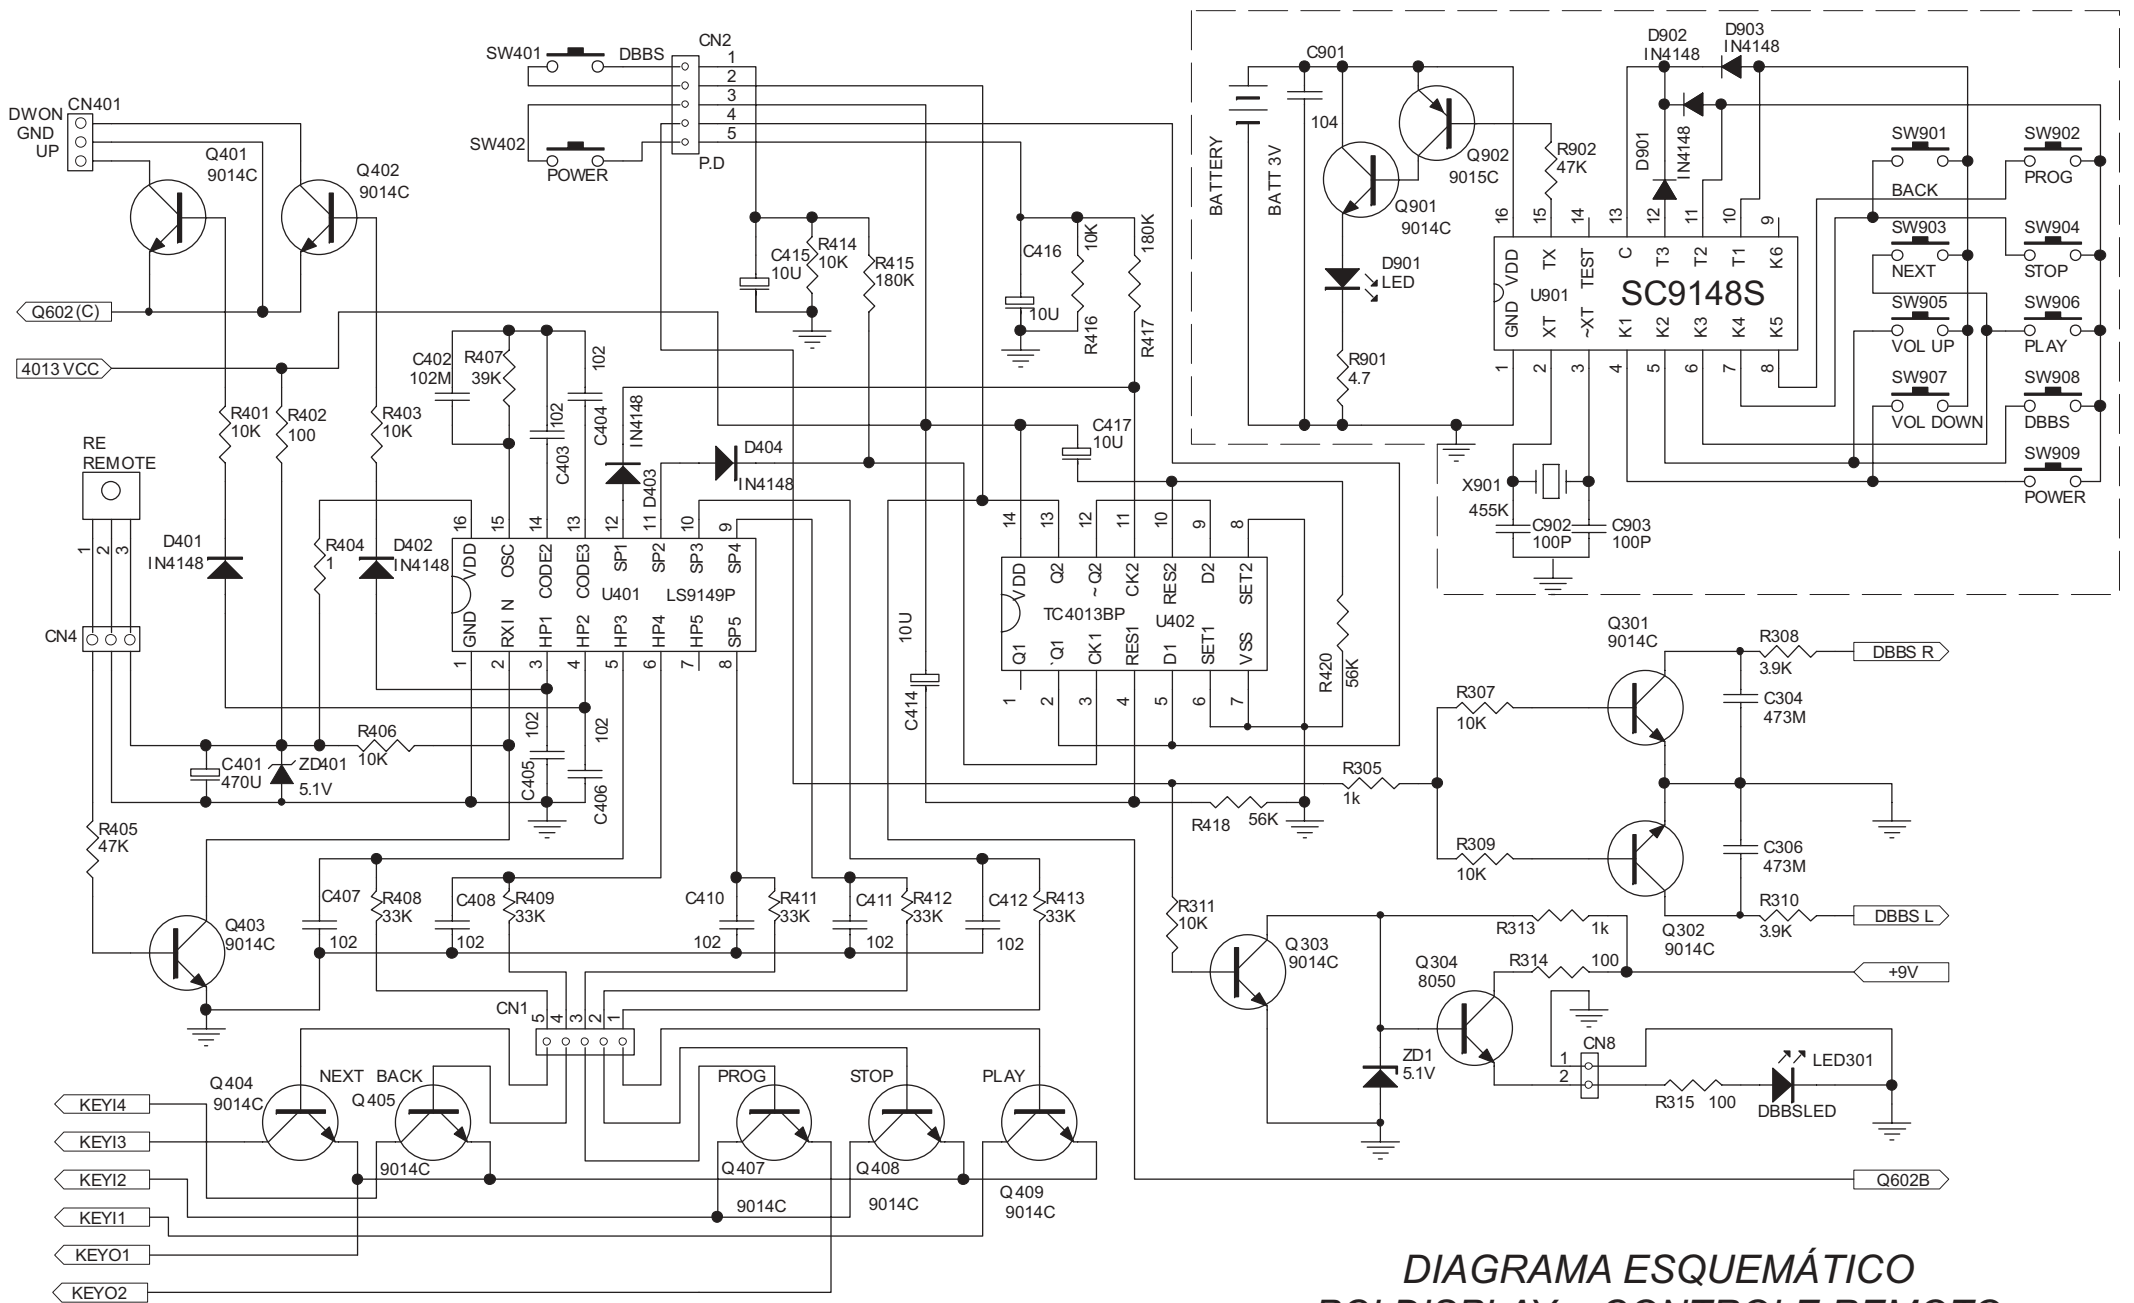 CN2
1
2
3
4
5
P.D
SW401
DBBS
SW402
POWER
DWON
GND
UP
CN401
Q401
9014C
Q402
9014C
Q602 (C)
4013 VCC
R401
10K
R402
100
R403
10K
RE
REMOTE
1
2
3
CN4
D401
IN4148
R404
1
D402
IN4148
C402
102M
R407
39K
102
C403
102
C404
IN4148
D403
D404
IN4148
C415
10U
R414
10K
R415
180K
C416
10U
10K
R416
180K
R417
C417
10U
16
15
14
13
12
11
10
9
VDD
OSC
CODE2
CODE3
SP1
SP2
SP3
SP4
U401
LS9149P
GND
RXI N
HP1
HP2
HP3
HP4
HP5
SP5
1
2
3
4
5
6
7
8
14
13
12
11
10
9
8
VDD
Q2
~Q2
CK2
RES2
D2
SET2
TC4013BP
U402
Q1
`Q1
CK1
RES1
D1
SET1
VSS
1
2
3
4
5
6
7
10U
C414
R420
56K
R418
56K
R406
10K
C401
470U
ZD401
5.1V
102
C405
102
C406
R405
47K
Q403
9014C
C407
102
R408
33K
C408
102
R409
33K
C410
102
R411
33K
C411
102
R412
33K
C412
102
R413
33K
CN1
5
4
3
2
1
Q404
9014C
NEXT
BACK
Q405
9014C
PROG
Q407
9014C
STOP
Q408
9014C
PLAY
Q409
9014C
KEYI4
KEYI3
KEYI2
KEYI1
KEYO1
KEYO2
BATTERY
BATT 3V
C901
104
Q902
9015C
Q901
9014C
D901
LED
R901
4.7
R902
47K
D902
IN4148
D903
IN4148
D901
IN4148
16
15
14
13
12
11
10
9
VDD
TX
TEST
C
T3
T2
T1
K6
U901
SC9148S
GND
XT
~XT
K1
K2
K3
K4
K5
1
2
3
4
5
6
7
8
X901
455K
C902
100P
C903
100P
SW901
BACK
SW902
PROG
SW903
NEXT
SW904
STOP
SW905
VOL UP
SW906
PLAY
SW907
VOL DOWN
SW908
DBBS
SW909
POWER
Q301
9014C
R308
3.9K
DBBS R
R307
10K
C304
473M
R305
1k
R309
10K
C306
473M
R310
3.9K
DBBS L
Q302
9014C
R311
10K
Q303
9014C
R313
1k
R314
100
+9V
Q304
8050
CN8
1
2
ZD1
5.1V
R315
100
LED301
DBBSLED
Q602B
DIAGRAMA ESQUEMÁTICO